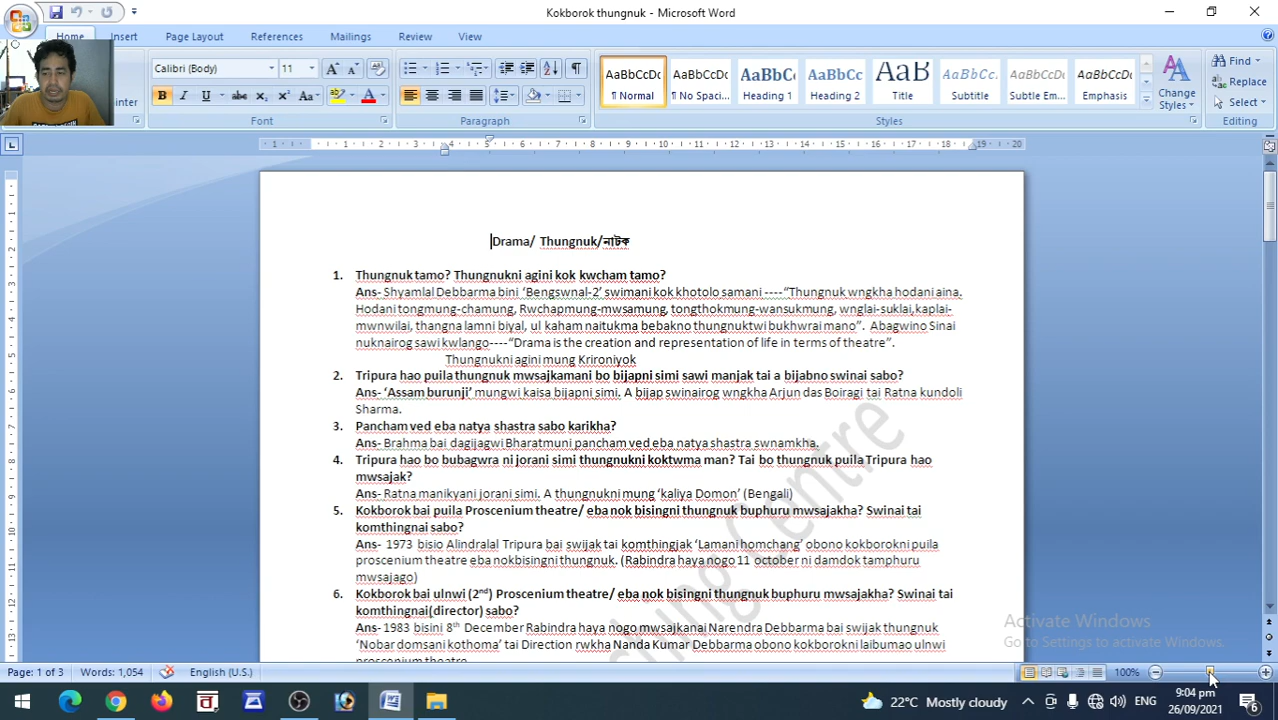 Kokborok thungnuk - Microsoft Word
Home Insert Page Layout References Mailings Review View
Calibri (Body) 11 AaBbCcDc AaBbCcDc AaBbCc AaBbCc AaB AaBbCcL AaBbCcDc AaBbCcDc Find
¶ Normal ¶ No Spaci... Heading 1 Heading 2 Title Subtitle Subtle Em... Emphasis Change Styles Replace
Select
Font Paragraph Styles Editing
Drama/ Thungnuk/নাটক
1. Thungnuk tamo? Thungnukni agini kok kwcham tamo?
Ans- Shyamlal Debbarma bini ‘Bengswnal-2’ swimani kok khotolo samani ----“Thungnuk wngkha hodani aina.
Hodani tongmung-chamung, Rwchapmung-mwsamung, tongthokmung-wansukmung, wnglai-suklai,kaplai-
mwnwilai, thangna lamni biyal, ul kaham naitukma bebakno thungnuktwi bukhwrai mano”. Abagwino Sinai
nuknairog sawi kwlango----“Drama is the creation and representation of life in terms of theatre”.
Thungnukni agini mung Krironiyok
2. Tripura hao puila thungnuk mwsajkamani bo bijapni simi sawi manjak tai a bijabno swinai sabo?
Ans- ‘Assam burunji’ mungwi kaisa bijapni simi. A bijap swinairog wngkha Arjun das Boiragi tai Ratna kundoli
Sharma.
3. Pancham ved eba natya shastra sabo karikha?
Ans- Brahma bai dagijagwi Bharatmuni pancham ved eba natya shastra swnamkha.
4. Tripura hao bo bubagwra ni jorani simi thungnukni koktwma man? Tai bo thungnuk puila Tripura hao
mwsajak?
Ans- Ratna manikyani jorani simi. A thungnukni mung ‘kaliya Domon’ (Bengali)
5. Kokborok bai puila Proscenium theatre/ eba nok bisingni thungnuk buphuru mwsajakha? Swinai tai
komthingnai sabo?
Ans- 1973 bisio Alindralal Tripura bai swijak tai komthingjak ‘Lamani homchang’ obono kokborokni puila
proscenium theatre eba nokbisingni thungnuk. (Rabindra haya nogo 11 october ni damdok tamphuru
mwsajago)
6. Kokborok bai ulnwi (2nd) Proscenium theatre/ eba nok bisingni thungnuk buphuru mwsajakha? Swinai tai
komthingnai(director) sabo?
Ans- 1983 bisini 8th December Rabindra haya nogo mwsajkanai Narendra Debbarma bai swijak thungnuk
‘Nobar domsani kothoma’ tai Direction rwkha Nanda Kumar Debbarma obono kokborokni laibumao ulnwi
proscenium theatre
Centre
Activate Windows
Go to Settings to activate Windows.
Page: 1 of 3 Words: 1,054 English (U.S.) 100%
22°C Mostly cloudy ENG 9:04 pm
26/09/2021 6